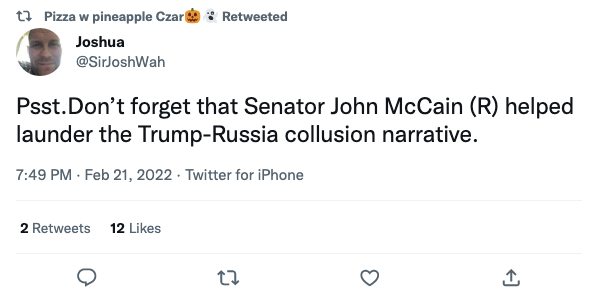 Pizza w pineapple Czar🎃 👻 Retweeted
Joshua
@SirJoshWah
Psst.Don’t forget that Senator John McCain (R) helped
launder the Trump-Russia collusion narrative.
7:49 PM · Feb 21, 2022 · Twitter for iPhone
2 Retweets 12 Likes